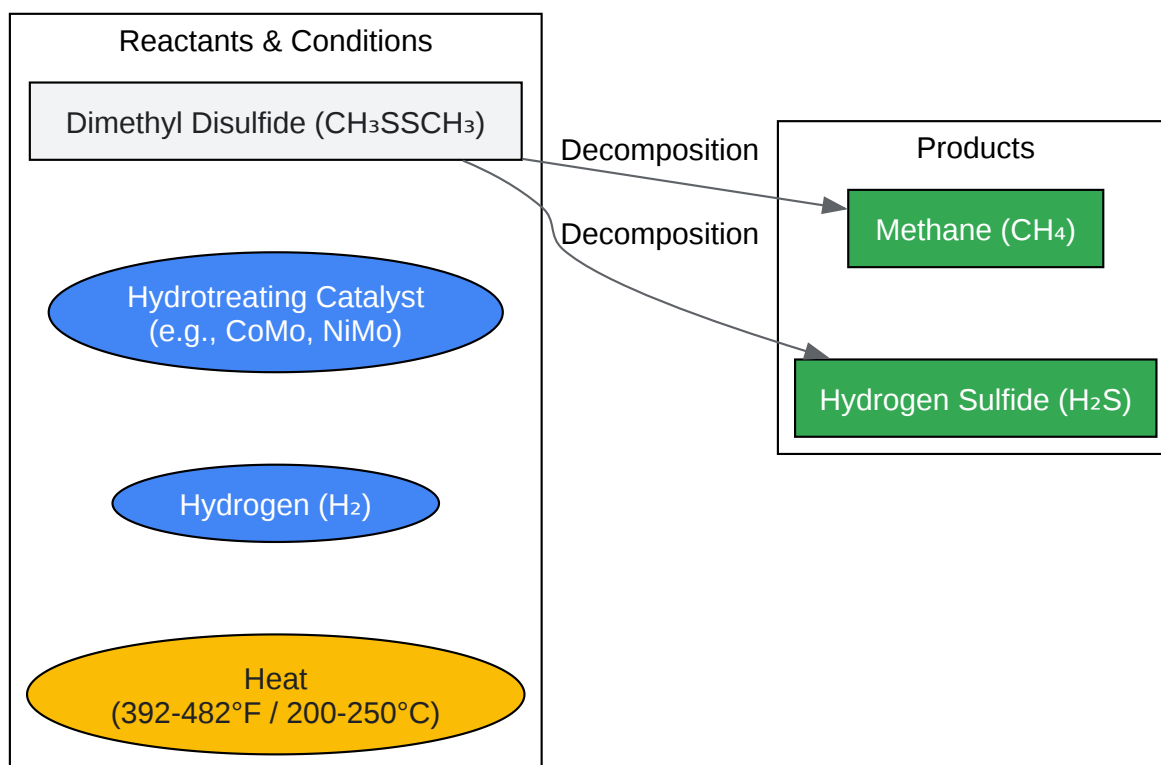 Reactants & Conditions
Dimethyl Disulfide (CH₃SSCH₃)
Hydrotreating Catalyst
(e.g., CoMo, NiMo)
Hydrogen (H₂)
Heat
(392-482°F / 200-250°C)
Decomposition
Decomposition
Products
Methane (CH₄)
Hydrogen Sulfide (H₂S)